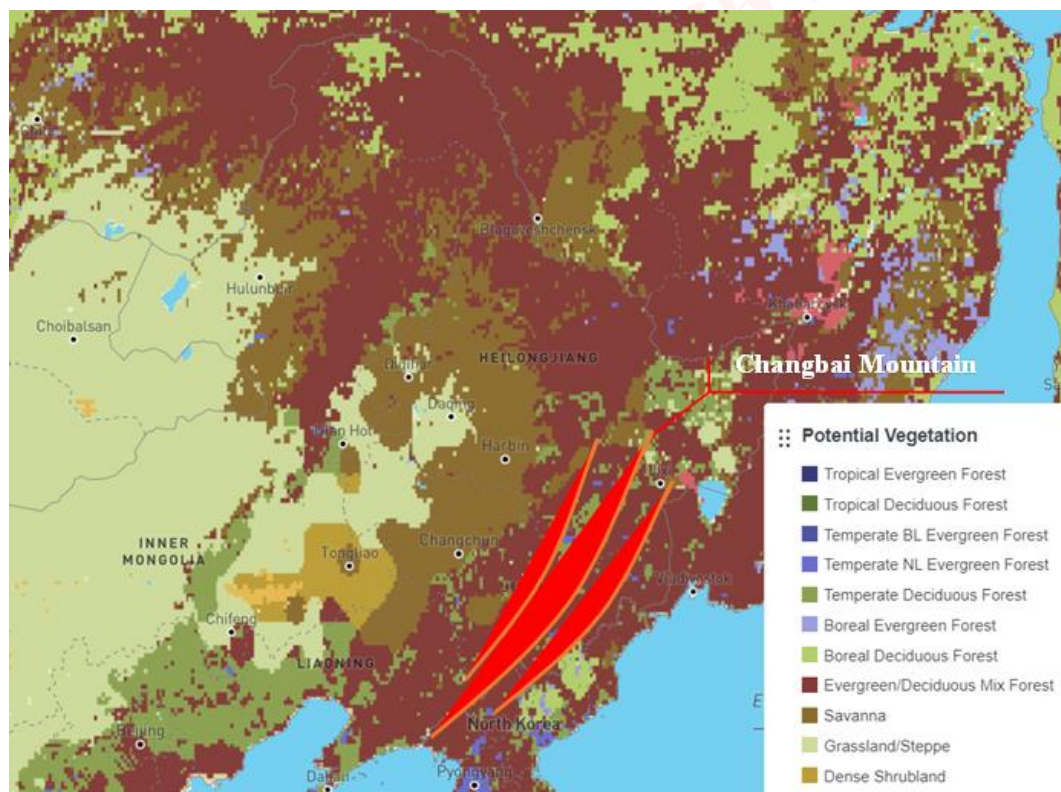 Blagoveshchensk
Hulunbuir
Khabarovsk
Choibalsan
HEILONGJIANG
Changbai Mountain
Qiqihar
Daqing
Ulan Hot
Harbin
Jixi
INNER
MONGOLIA
Tongliao
Changchun
Vladivostok
Chifeng
LIAONING
North Korea
Beijing
Dalian
Pyongyang
Potential Vegetation
Tropical Evergreen Forest
Tropical Deciduous Forest
Temperate BL Evergreen Forest
Temperate NL Evergreen Forest
Temperate Deciduous Forest
Boreal Evergreen Forest
Boreal Deciduous Forest
Evergreen/Deciduous Mix Forest
Savanna
Grassland/Steppe
Dense Shrubland